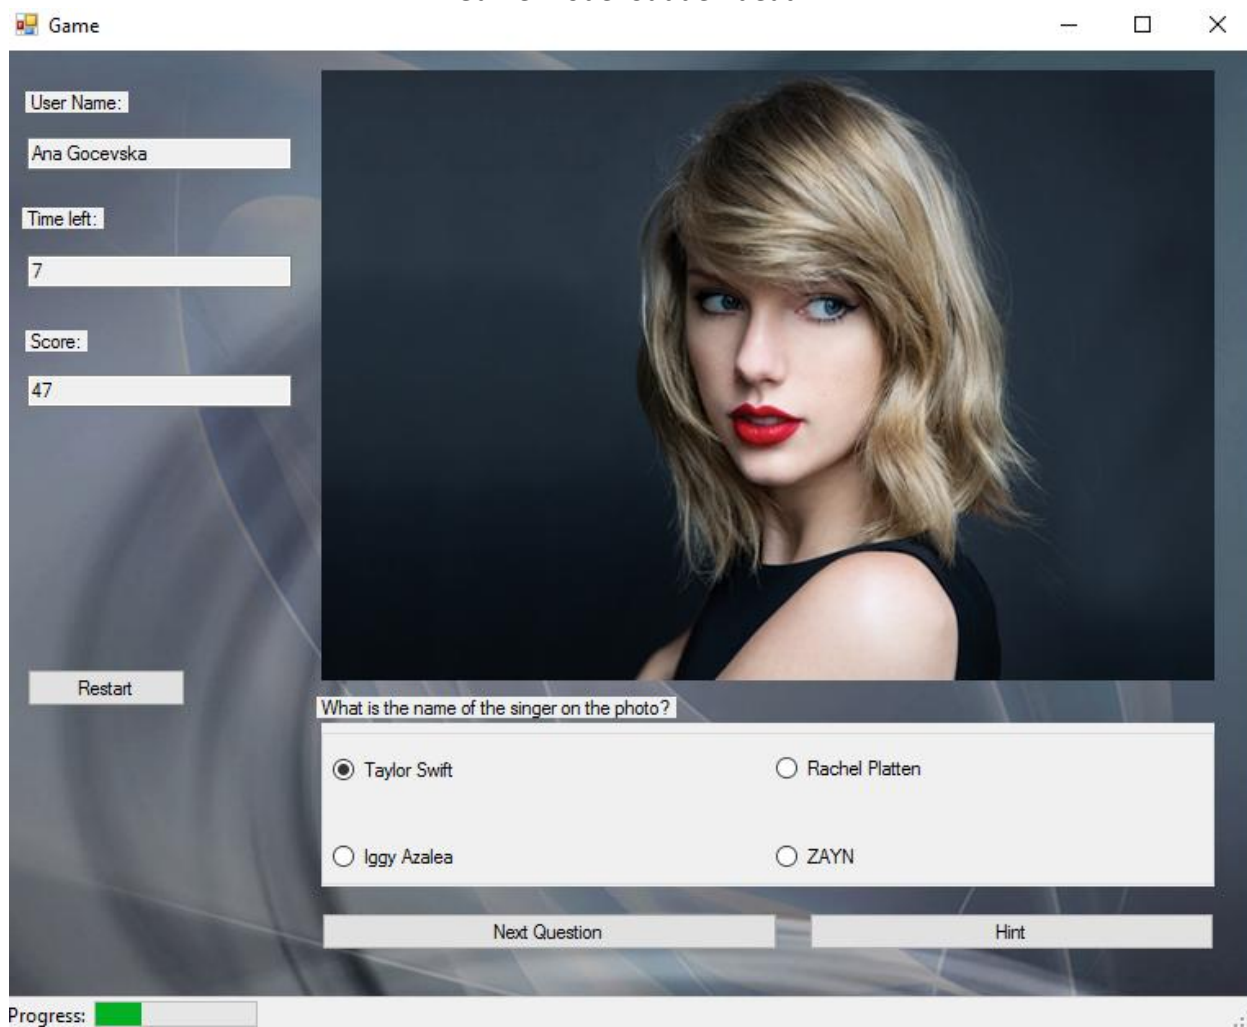 Game
User Name:
Ana Gocevska
Time left:
7
Score:
47
Restart
What is the name of the singer on the photo?
Taylor Swift
Rachel Platten
Iggy Azalea
ZAYN
Next Question
Hint
Progress: